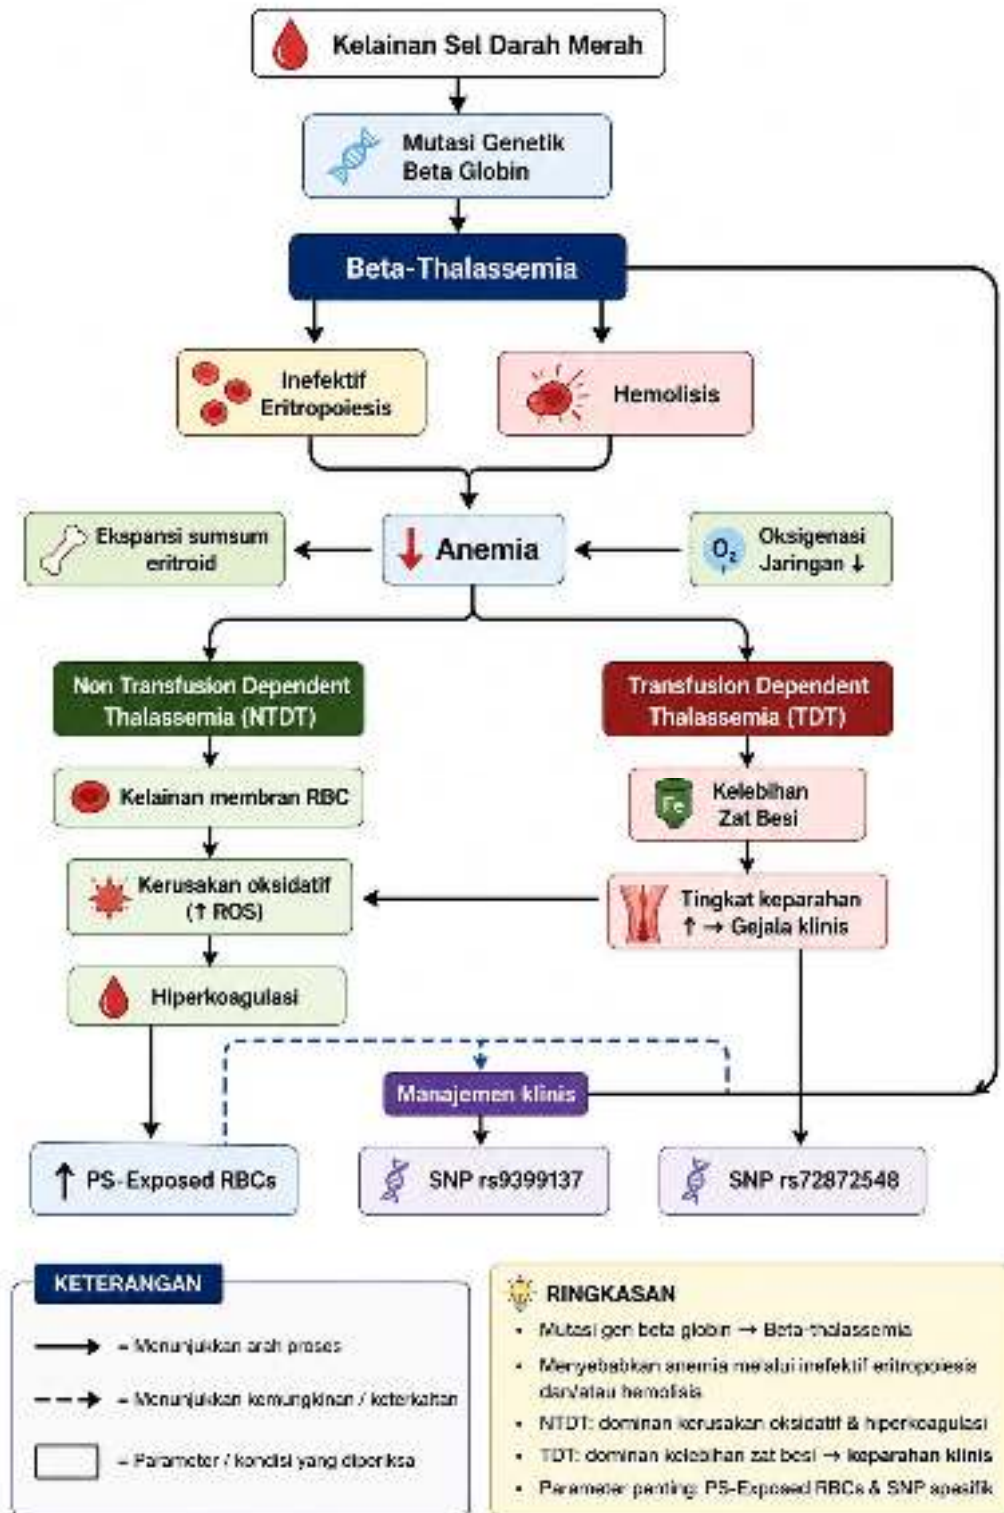 Kelainan Sel Darah Merah
Mutasi Genetik
Beta Globin
Beta-Thalassemia
Inefektif
Eritropoiesis
Hemolisis
Ekspansi sumsum
eritroid
Anemia
O₂
Oksigenasi
Jaringan ↓
Non Transfusion Dependent
Thalassemia (NTDT)
Transfusion Dependent
Thalassemia (TDT)
Kelainan membran RBC
Fe
Kelebihan
Zat Besi
Kerusakan oksidatif
(↑ ROS)
Tingkat keparahan
↑ → Gejala klinis
Hiperkoagulasi
Manajemen klinis
↑ PS-Exposed RBCs
SNP rs9399137
SNP rs72872548
KETERANGAN
= Menunjukkan arah proses
= Menunjukkan kemungkinan / keterkaitan
= Parameter / kondisi yang diperiksa
RINGKASAN
• Mutasi gen beta globin → Beta-thalassemia
• Menyebabkan anemia melalui inefektif eritropoiesis
dan/atau hemolisis
• NTDT: dominan kerusakan oksidatif & hiperkoagulasi
• TDT: dominan kelebihan zat besi → keparahan klinis
• Parameter penting: PS-Exposed RBCs & SNP spesifik